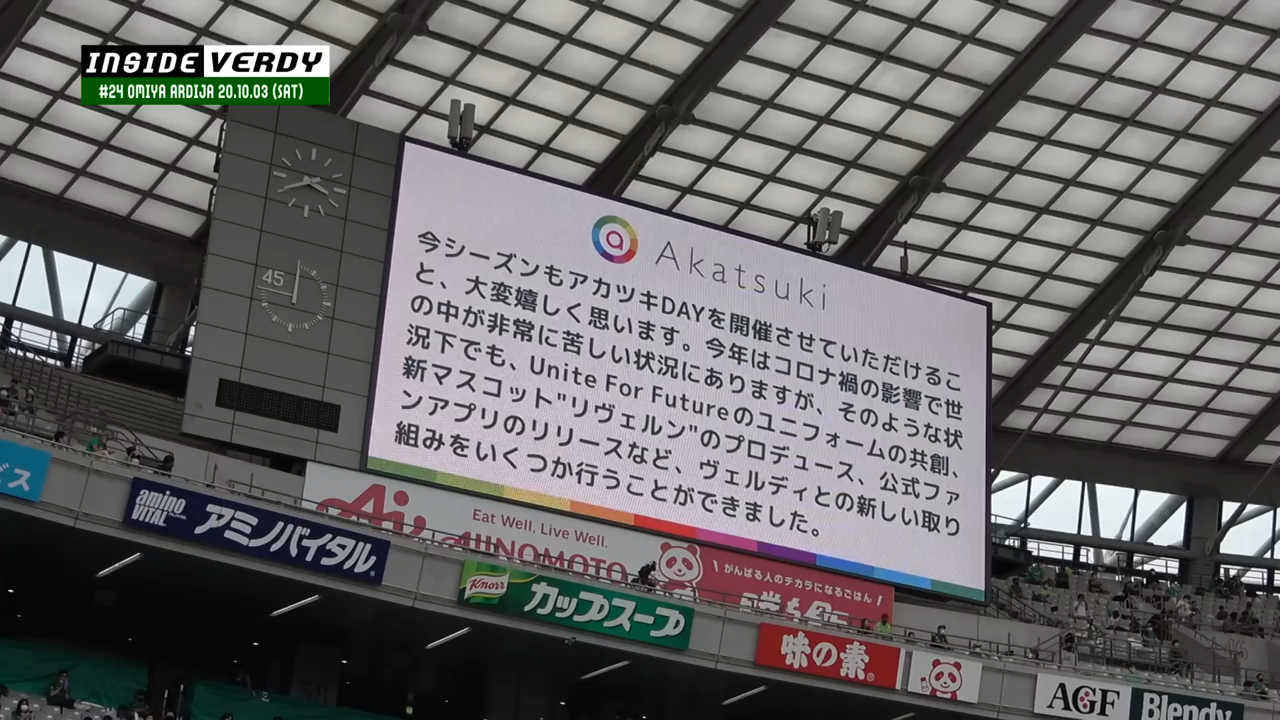 INSIDE VERDY
#24 OMIYA ARDIJA 20.10.03 (SAT)
45
a Akatsuki
今シーズンもアカツキDAYを開催させていただけるこ
と、大変嬉しく思います。今年はコロナ禍の影響で世
の中が非常に苦しい状況にありますが、そのような状
況下でも、Unite For Futureのユニフォームの共創、
新マスコット"リヴェルン"のプロデュース、公式ファ
ンアプリのリリースなど、ヴェルディとの新しい取り
組みをいくつか行うことができました。
ビス
amino VITAL アミノバイタル
Eat Well, Live Well.
AJINOMOTO
がんばる人のチカラになるごはん
勝ち飯
Knorr カップスープ
味の素
AGF Blendy